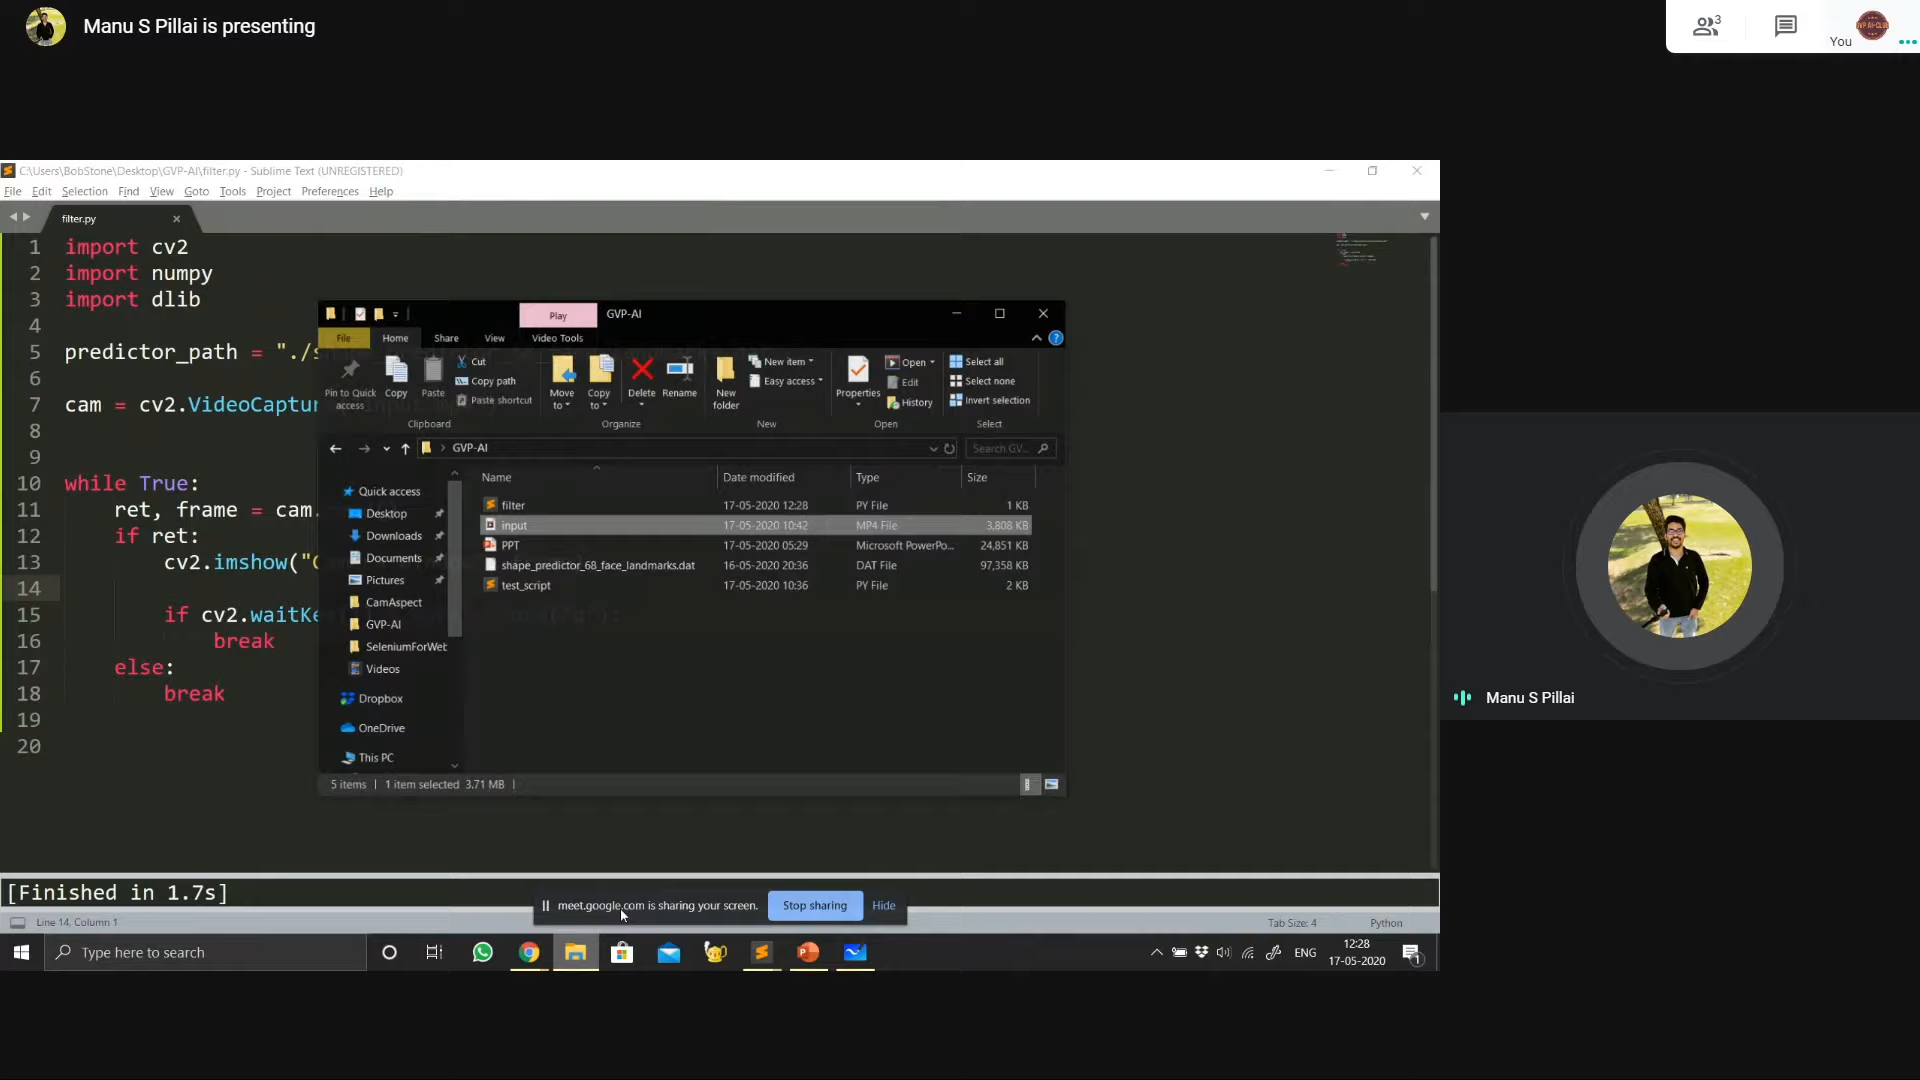 Manu S Pillai is presenting
3
You
C:\Users\BobStone\Desktop\GVP-AI\filter.py - Sublime Text (UNREGISTERED)
File Edit Selection Find View Goto Tools Project Preferences Help
filter.py
1 import cv2
2 import numpy
3 import dlib
4
5 predictor_path = "./s
6
7 cam = cv2.VideoCaptur
8
9
10 while True:
11 ret, frame = cam.
12 if ret:
13 cv2.imshow("
14
15 if cv2.waitKe
16 break
17 else:
18 break
19
20
Play GVP-AI
File Home Share View Video Tools
Pin to Quick access
Copy
Paste
Cut
Copy path
Paste shortcut
Clipboard
Move to
Copy to
Delete
Rename
Organize
New folder
New item
Easy access
New
Properties
Open
Edit
History
Open
Select all
Select none
Invert selection
Select
GVP-AI
Search GV...
Name Date modified Type Size
filter 17-05-2020 12:28 PY File 1 KB
input 17-05-2020 10:42 MP4 File 3,808 KB
PPT 17-05-2020 05:29 Microsoft PowerPo... 24,851 KB
shape_predictor_68_face_landmarks.dat 16-05-2020 20:36 DAT File 97,358 KB
test_script 17-05-2020 10:36 PY File 2 KB
Quick access
Desktop
Downloads
Documents
Pictures
CamAspect
GVP-AI
SeleniumForWet
Videos
Dropbox
OneDrive
This PC
5 items 1 item selected 3.71 MB
Manu S Pillai
[Finished in 1.7s]
meet.google.com is sharing your screen. Stop sharing Hide
Line 14, Column 1 Tab Size: 4 Python
Type here to search
ENG
12:28
17-05-2020
1